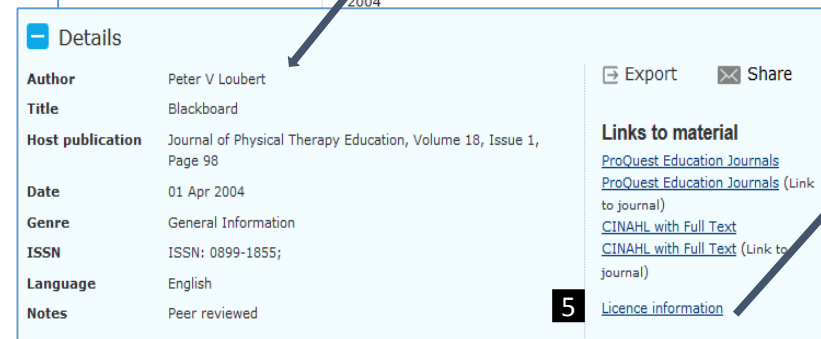 2004
Details
Author Peter V Loubert
Title Blackboard
Host publication Journal of Physical Therapy Education, Volume 18, Issue 1,
Page 98
Date 01 Apr 2004
Genre General Information
ISSN ISSN: 0899-1855;
Language English
Notes Peer reviewed
Export Share
Links to material
ProQuest Education Journals
ProQuest Education Journals (Link
to journal)
CINAHL with Full Text
CINAHL with Full Text (Link to
journal)
5 Licence information